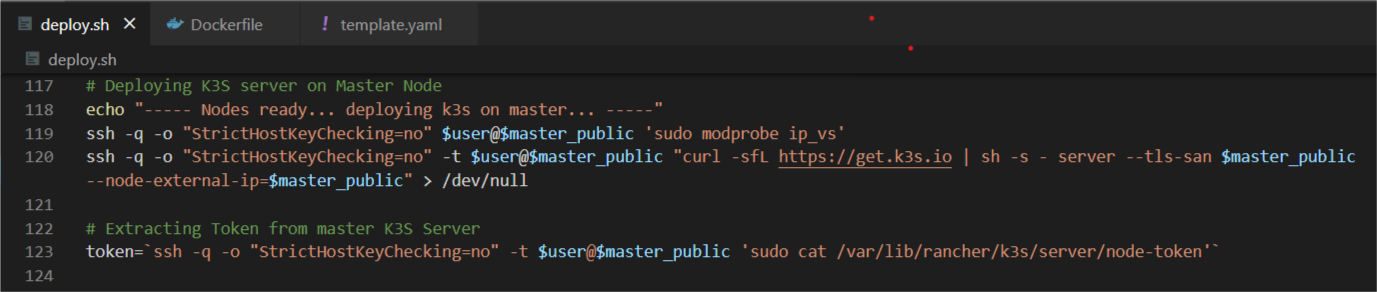 deploy.sh × Dockerfile ! template.yaml
deploy.sh
117 # Deploying K3S server on Master Node
118 echo "----- Nodes ready... deploying k3s on master... -----"
119 ssh -q -o "StrictHostKeyChecking=no" $user@$master_public 'sudo modprobe ip_vs'
120 ssh -q -o "StrictHostKeyChecking=no" -t $user@$master_public "curl -sfL https://get.k3s.io | sh -s - server --tls-san $master_public
--node-external-ip=$master_public" > /dev/null
121
122 # Extracting Token from master K3S Server
123 token=`ssh -q -o "StrictHostKeyChecking=no" -t $user@$master_public 'sudo cat /var/lib/rancher/k3s/server/node-token'`
124